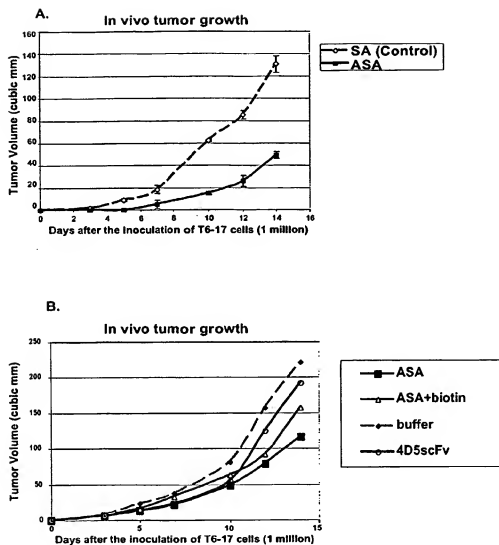 A.
In vivo tumor growth
Tumor Volume (cubic mm)
160
140
120
100
80
60
40
20
0
0 2 4 6 8 10 12 14 16
Days after the inoculation of T6-17 cells (1 million)
SA (Control)
ASA
B.
In vivo tumor growth
Tumor Volume (cubic mm)
250
200
150
100
50
0
0 5 10 15
Days after the inoculation of T6-17 cells (1 million)
ASA
ASA+biotin
buffer
4D5scFv